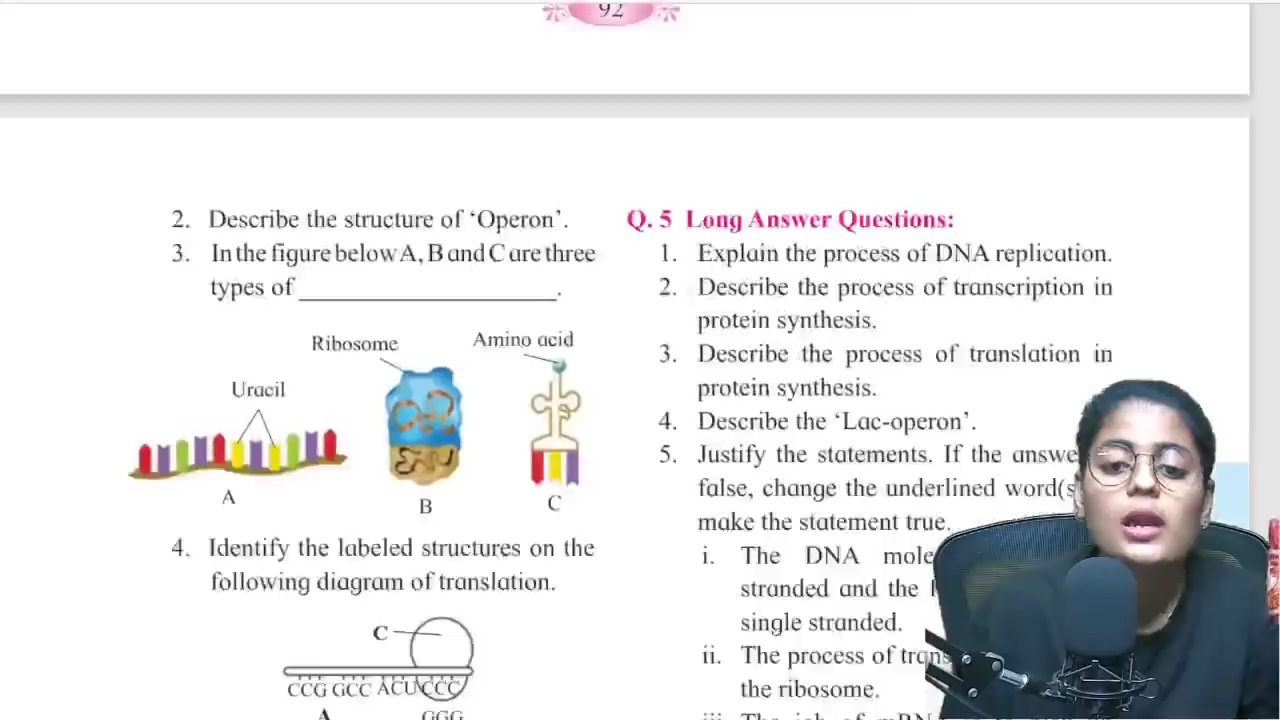 92
2. Describe the structure of ‘Operon’.
3. In the figure below A, B and C are three
types of ____________________.
Ribosome
Amino acid
Uracil
A
B
C
4. Identify the labeled structures on the
following diagram of translation.
C
CCG GCC ACU CCC
A
GGG
Q. 5 Long Answer Questions:
1. Explain the process of DNA replication.
2. Describe the process of transcription in
protein synthesis.
3. Describe the process of translation in
protein synthesis.
4. Describe the ‘Lac-operon’.
5. Justify the statements. If the answe
false, change the underlined word(s
make the statement true.
i. The DNA mole
stranded and the
single stranded.
ii. The process of trans
the ribosome.
iii. The job of mRN